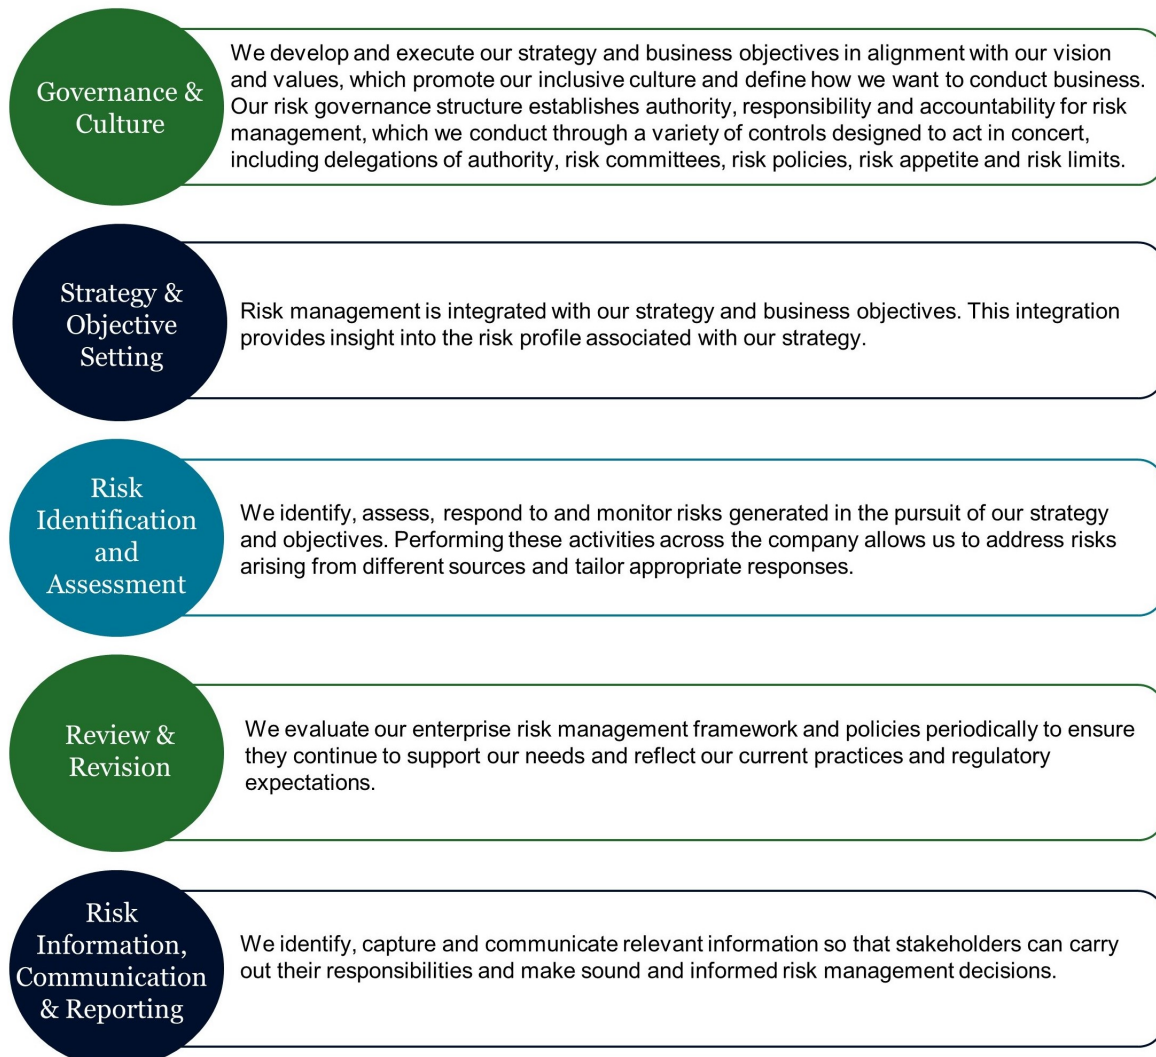 Governance &
Culture
We develop and execute our strategy and business objectives in alignment with our vision
and values, which promote our inclusive culture and define how we want to conduct business.
Our risk governance structure establishes authority, responsibility and accountability for risk
management, which we conduct through a variety of controls designed to act in concert,
including delegations of authority, risk committees, risk policies, risk appetite and risk limits.
Strategy &
Objective
Setting
Risk management is integrated with our strategy and business objectives. This integration
provides insight into the risk profile associated with our strategy.
Risk
Identification
and
Assessment
We identify, assess, respond to and monitor risks generated in the pursuit of our strategy
and objectives. Performing these activities across the company allows us to address risks
arising from different sources and tailor appropriate responses.
Review &
Revision
We evaluate our enterprise risk management framework and policies periodically to ensure
they continue to support our needs and reflect our current practices and regulatory
expectations.
Risk
Information,
Communication
& Reporting
We identify, capture and communicate relevant information so that stakeholders can carry
out their responsibilities and make sound and informed risk management decisions.